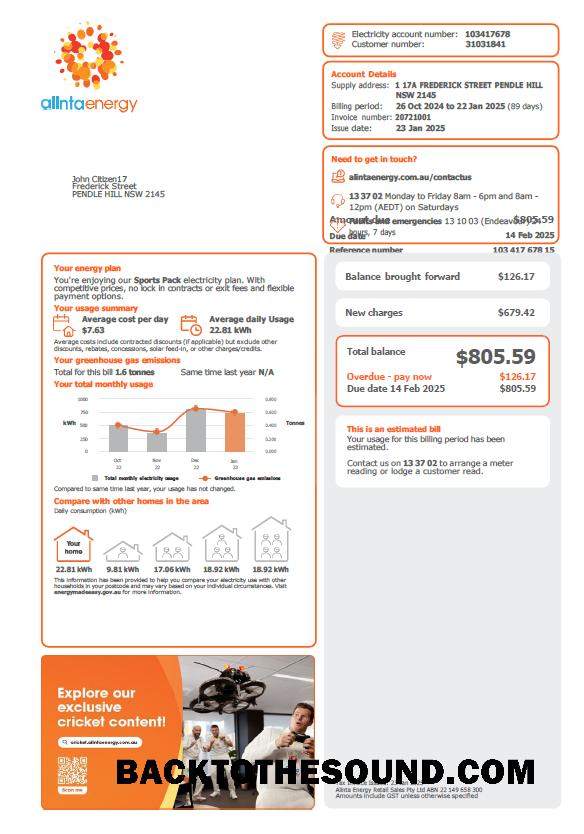 alintaenergy
Electricity account number: 103417678
Customer number: 31031841
Account Details
Supply address: 1 17A FREDERICK STREET PENDLE HILL
NSW 2145
Billing period: 26 Oct 2024 to 22 Jan 2025 (89 days)
Invoice number: 20721001
Issue date: 23 Jan 2025
Need to get in touch?
alintaenergy.com.au/contactus
13 37 02 Monday to Friday 8am - 6pm and 8am -
12pm (AEDT) on Saturdays
Amount due $805.59
Faults and emergencies 13 10 03 (Endeavour) 24
hours, 7 days
Due date 14 Feb 2025
Reference number 103 417 678 15
John Citizen17
Frederick Street
PENDLE HILL NSW 2145
Your energy plan
You're enjoying our Sports Pack electricity plan. With
competitive prices, no lock in contracts or exit fees and flexible
payment options.
Your usage summary
Average cost per day
$7.63
Average daily Usage
22.81 kWh
Average costs include contracted discounts (if applicable) but exclude other
discounts, rebates, concessions, solar feed-in, or other charges/credits.
Your greenhouse gas emissions
Total for this bill 1.6 tonnes Same time last year N/A
Your total monthly usage
1000 0.800
750 0.600
kWh 500 0.400 Tonnes
250 0.200
0 0.000
Oct Nov Dec Jan
22 22 22 23
Total monthly electricity usage Greenhouse gas emissions
Compared to same time last year, your usage has not changed.
Compare with other homes in the area
Daily consumption (kWh)
Your
home
22.81 kWh 9.81 kWh 17.06 kWh 18.92 kWh 18.92 kWh
This information has been provided to help you compare your electricity use with other
households in your postcode and may vary based on your individual circumstances. Visit
energymadeeasy.gov.au for more information.
Balance brought forward $126.17
New charges $679.42
Total balance $805.59
Overdue - pay now $126.17
Due date 14 Feb 2025 $805.59
This is an estimated bill
Your usage for this billing period has been
estimated.
Contact us on 13 37 02 to arrange a meter
reading or lodge a customer read.
Explore our
exclusive
cricket content!
cricket.alintaenergy.com.au
Scan me
BACKTOTHESOUND.COM
Alinta Energy Retail Sales Pty Ltd ABN 22 149 658 300
Amounts include GST unless otherwise specified